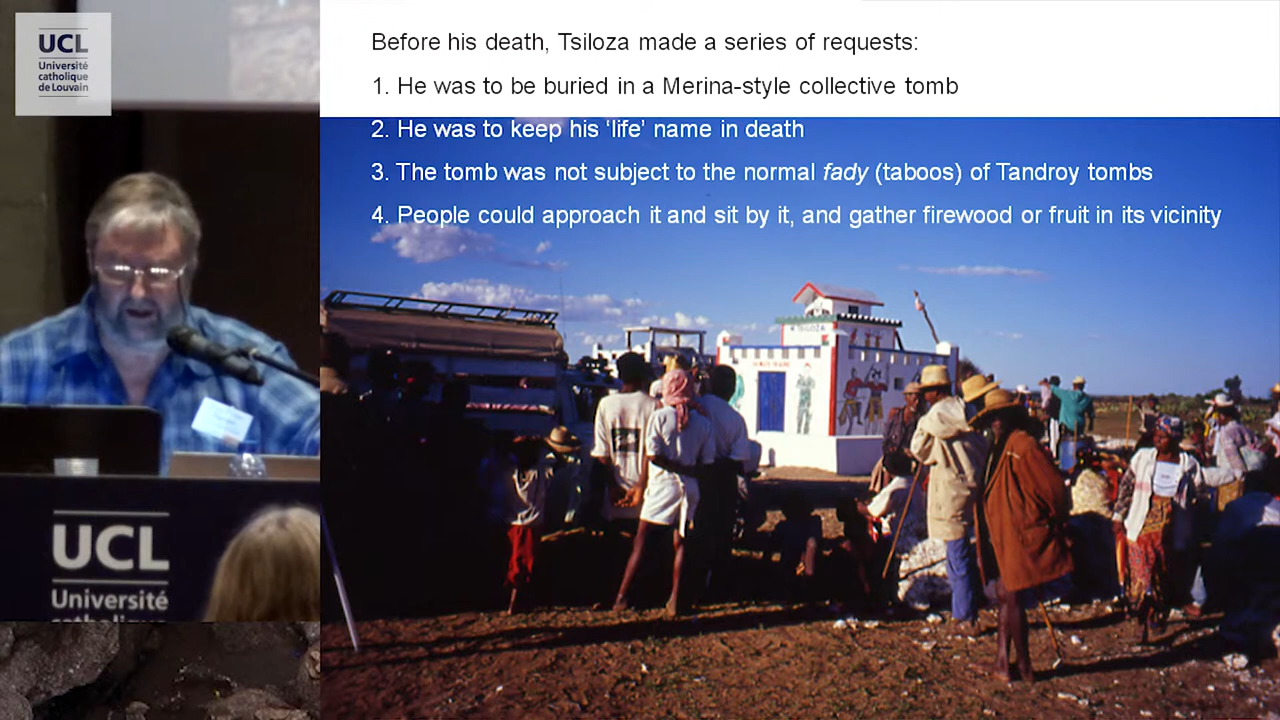 UCL
Université
catholique
de Louvain
Before his death, Tsiloza made a series of requests:
1. He was to be buried in a Merina-style collective tomb
2. He was to keep his ‘life’ name in death
3. The tomb was not subject to the normal fady (taboos) of Tandroy tombs
4. People could approach it and sit by it, and gather firewood or fruit in its vicinity
TSILOZA
UCL
Université
catholique